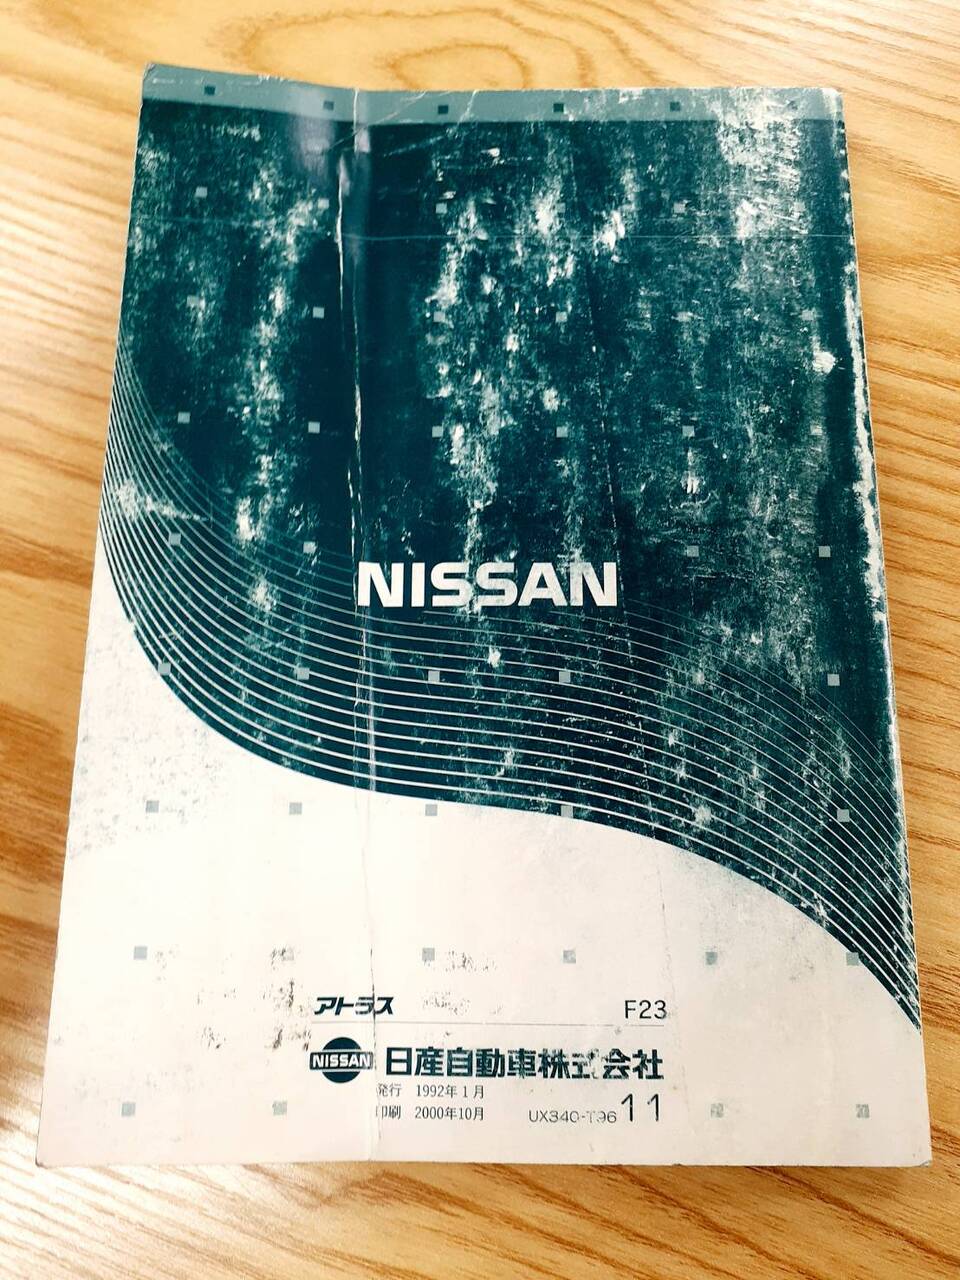 NISSAN
アトラス F23
NISSAN 日産自動車株式会社
発行 1992年1月
印刷 2000年10月 UX340-T96 11